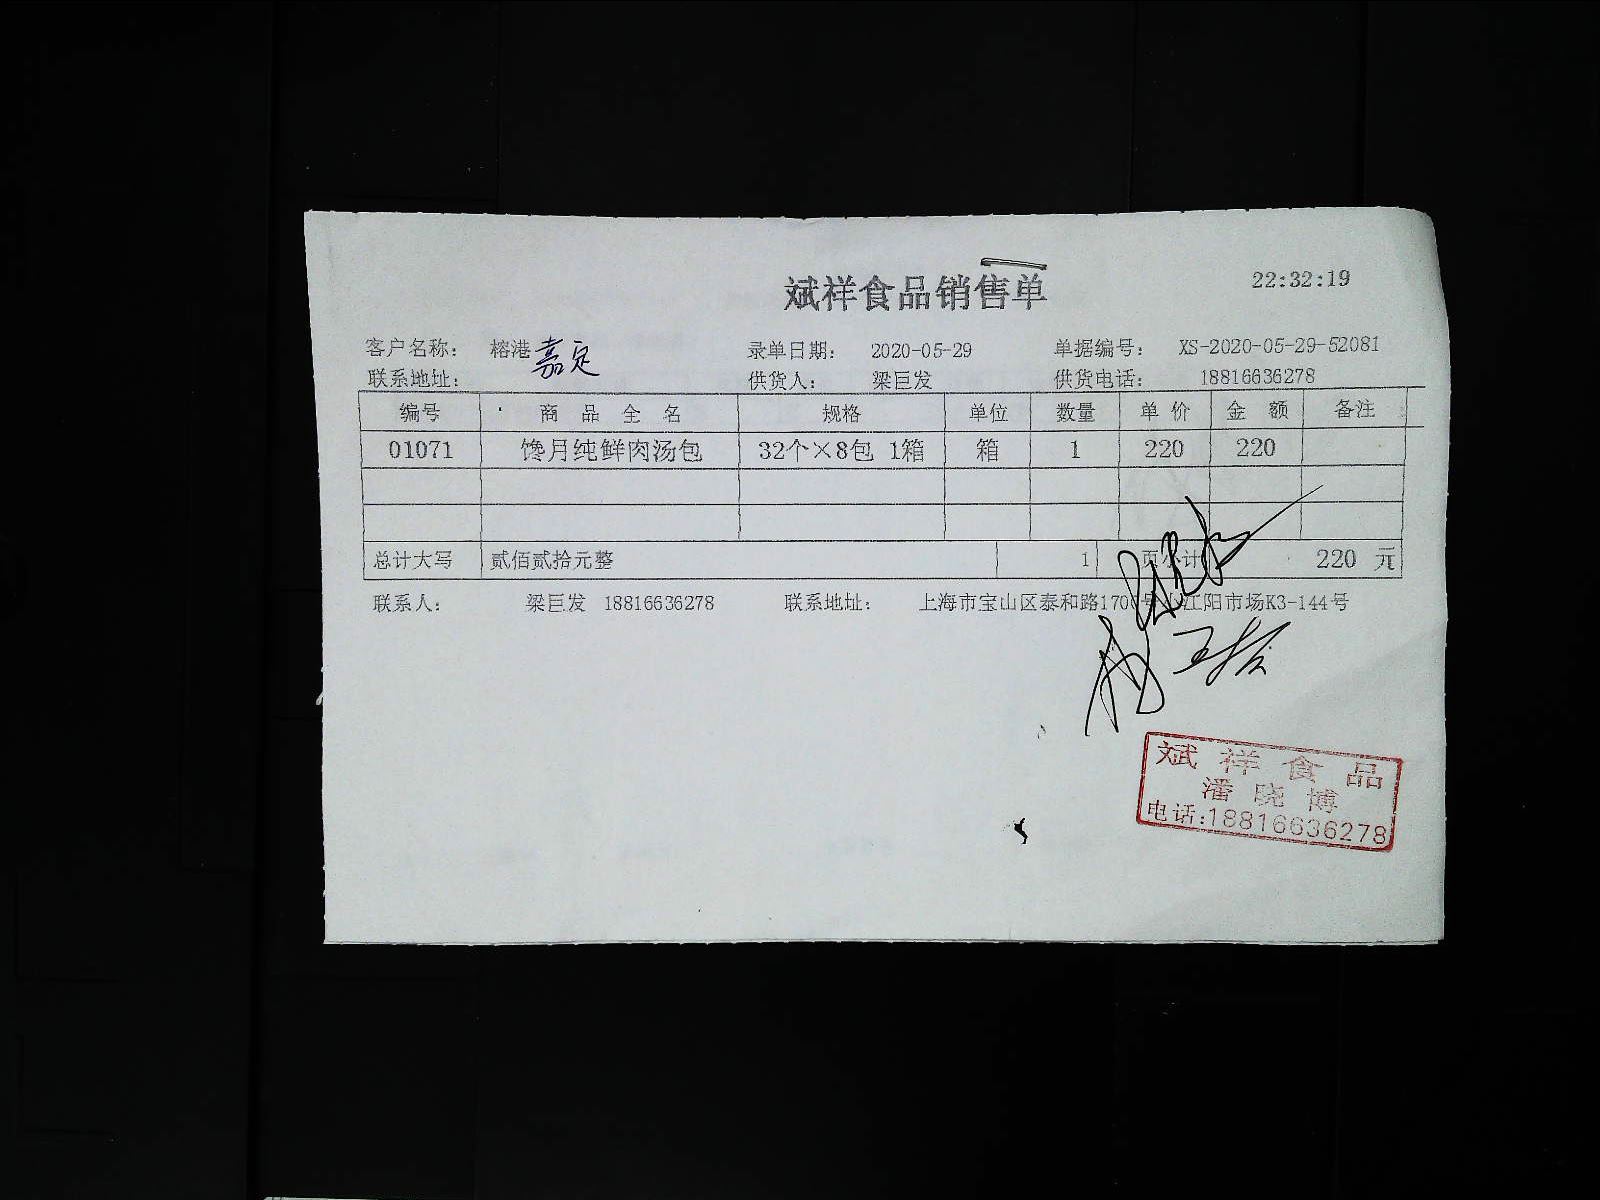 斌祥食品销售单 22:32:19
客户名称： 榕港 嘉定 录单日期： 2020-05-29 单据编号： XS-2020-05-29-52081
联系地址： 供货人： 梁巨发 供货电话： 18816636278
编号 商品全名 规格 单位 数量 单价 金额 备注
01071 馋月纯鲜肉汤包 32个×8包 1箱 箱 1 220 220
总计大写 贰佰贰拾元整 1 页小计 220 元
联系人： 梁巨发 18816636278 联系地址： 上海市宝山区泰和路170 号 江阳市场K3-144号
斌祥食品
潘晓博
电话:18816636278